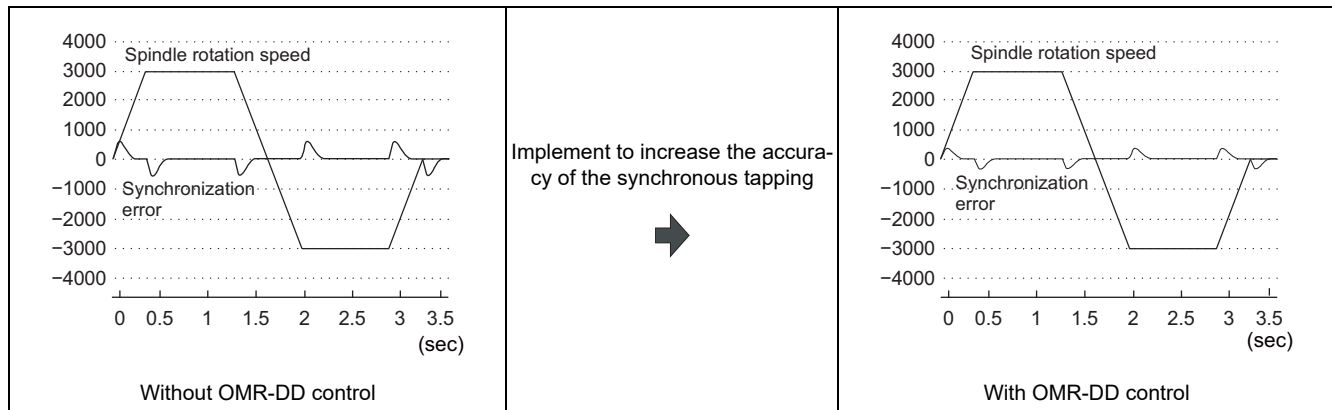 4000
Spindle rotation speed
3000
2000
1000
0
−1000
Synchronization
error
−2000
−3000
−4000
0 0.5 1 1.5 2 2.5 3 3.5
(sec)
Without OMR-DD control
Implement to increase the accura-
cy of the synchronous tapping
4000
Spindle rotation speed
3000
2000
1000
0
−1000
Synchronization
error
−2000
−3000
−4000
0 0.5 1 1.5 2 2.5 3 3.5
(sec)
With OMR-DD control